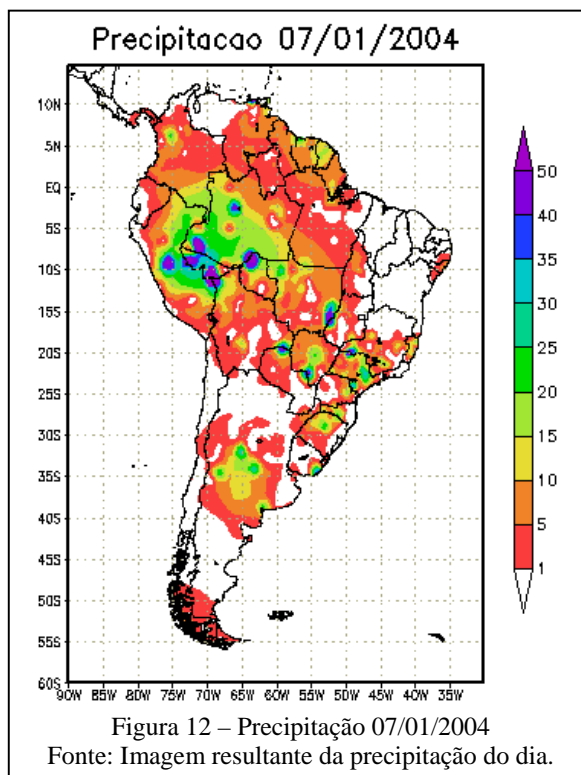 Precipitacao 07/01/2004
10N
5N
EQ
5S
10S
15S
20S
25S
30S
35S
40S
45S
50S
55S
60S
90W 85W 80W 75W 70W 65W 60W 55W 50W 45W 40W 35W
50
40
35
30
25
20
15
10
5
1
Figura 12 – Precipitação 07/01/2004
Fonte: Imagem resultante da precipitação do dia.